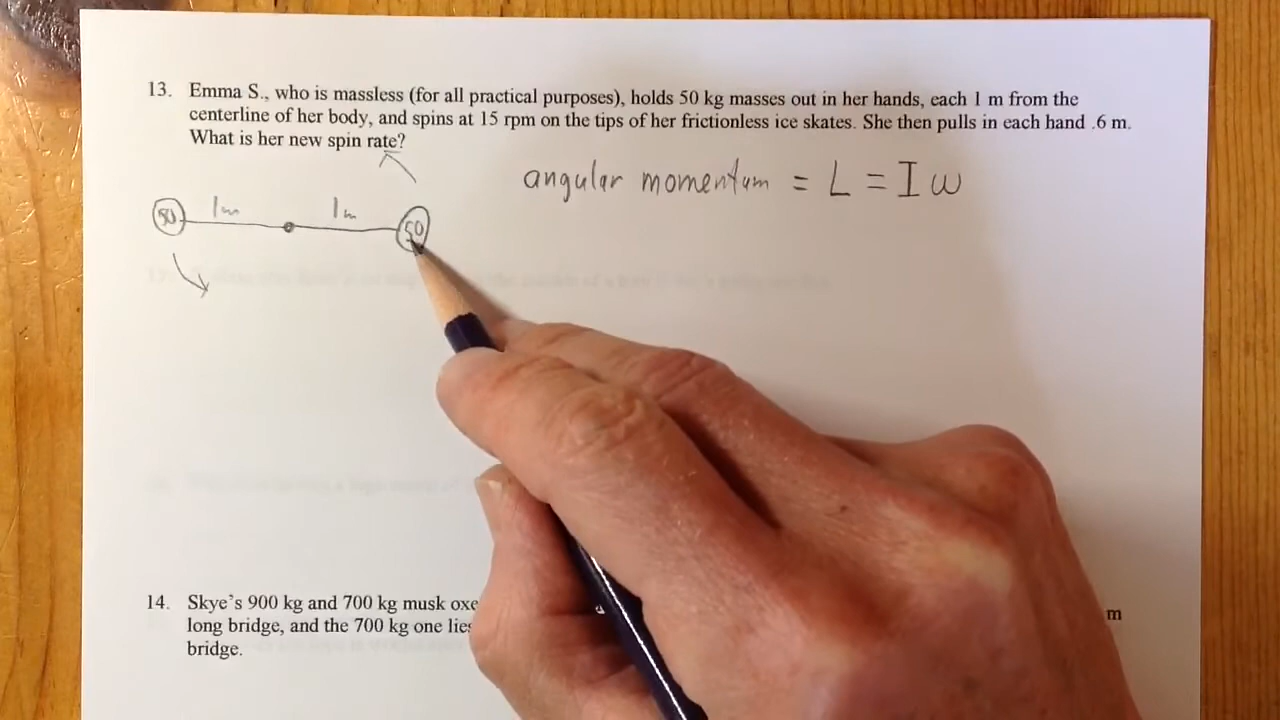 13. Emma S., who is massless (for all practical purposes), holds 50 kg masses out in her hands, each 1 m from the
centerline of her body, and spins at 15 rpm on the tips of her frictionless ice skates. She then pulls in each hand .6 m.
What is her new spin rate?
angular momentum = L = I ω
50 1m 1m 50
14. Skye's 900 kg and 700 kg musk oxe m
long bridge, and the 700 kg one lies
bridge.